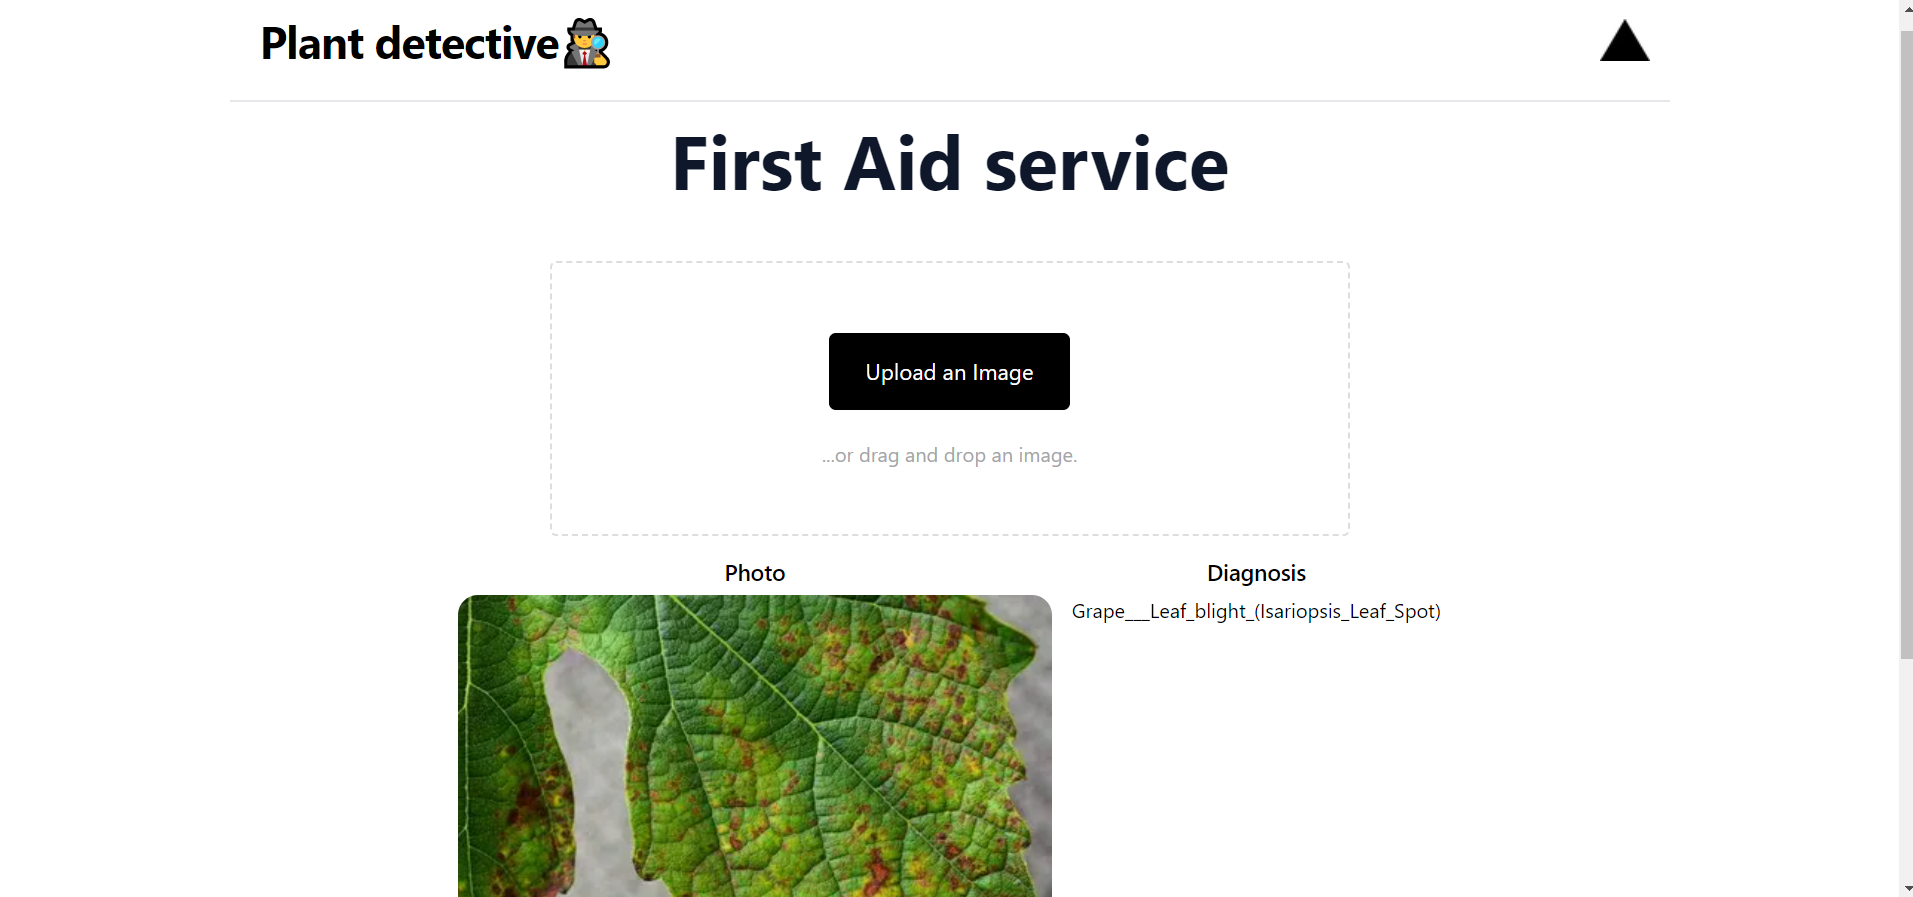 Plant detective🕵️
First Aid service
Upload an Image
...or drag and drop an image.
Photo
Diagnosis
Grape___Leaf_blight_(Isariopsis_Leaf_Spot)